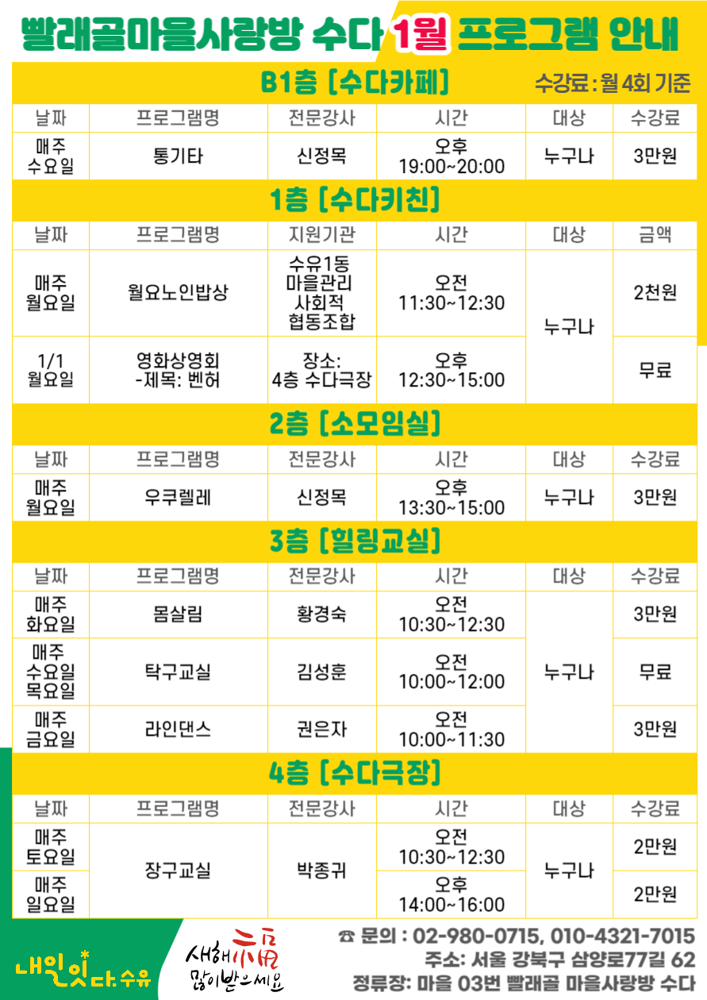 빨래골마을사랑방 수다 1월 프로그램 안내
B1층 [수다카페] 수강료 : 월 4회 기준
날짜 프로그램명 전문강사 시간 대상 수강료
매주
수요일 통기타 신정목 오후
19:00~20:00 누구나 3만원
1층 [수다키친]
날짜 프로그램명 지원기관 시간 대상 금액
매주
월요일 월요노인밥상 수유1동
마을관리
사회적
협동조합 오전
11:30~12:30 누구나 2천원
1/1
월요일 영화상영회
-제목: 벤허 장소:
4층 수다극장 오후
12:30~15:00 무료
2층 [소모임실]
날짜 프로그램명 전문강사 시간 대상 수강료
매주
월요일 우쿠렐레 신정목 오후
13:30~15:00 누구나 3만원
3층 [힐링교실]
날짜 프로그램명 전문강사 시간 대상 수강료
매주
화요일 몸살림 황경숙 오전
10:30~12:30 3만원
매주
수요일
목요일 탁구교실 김성훈 오전
10:00~12:00 누구나 무료
매주
금요일 라인댄스 권은자 오전
10:00~11:30 3만원
4층 [수다극장]
날짜 프로그램명 전문강사 시간 대상 수강료
매주
토요일 장구교실 박종귀 오전
10:30~12:30 누구나 2만원
매주
일요일 오후
14:00~16:00 2만원
내일잇다.수유
새해福
많이받으세요
☎ 문의 : 02-980-0715, 010-4321-7015
주소: 서울 강북구 삼양로77길 62
정류장: 마을 03번 빨래골 마을사랑방 수다